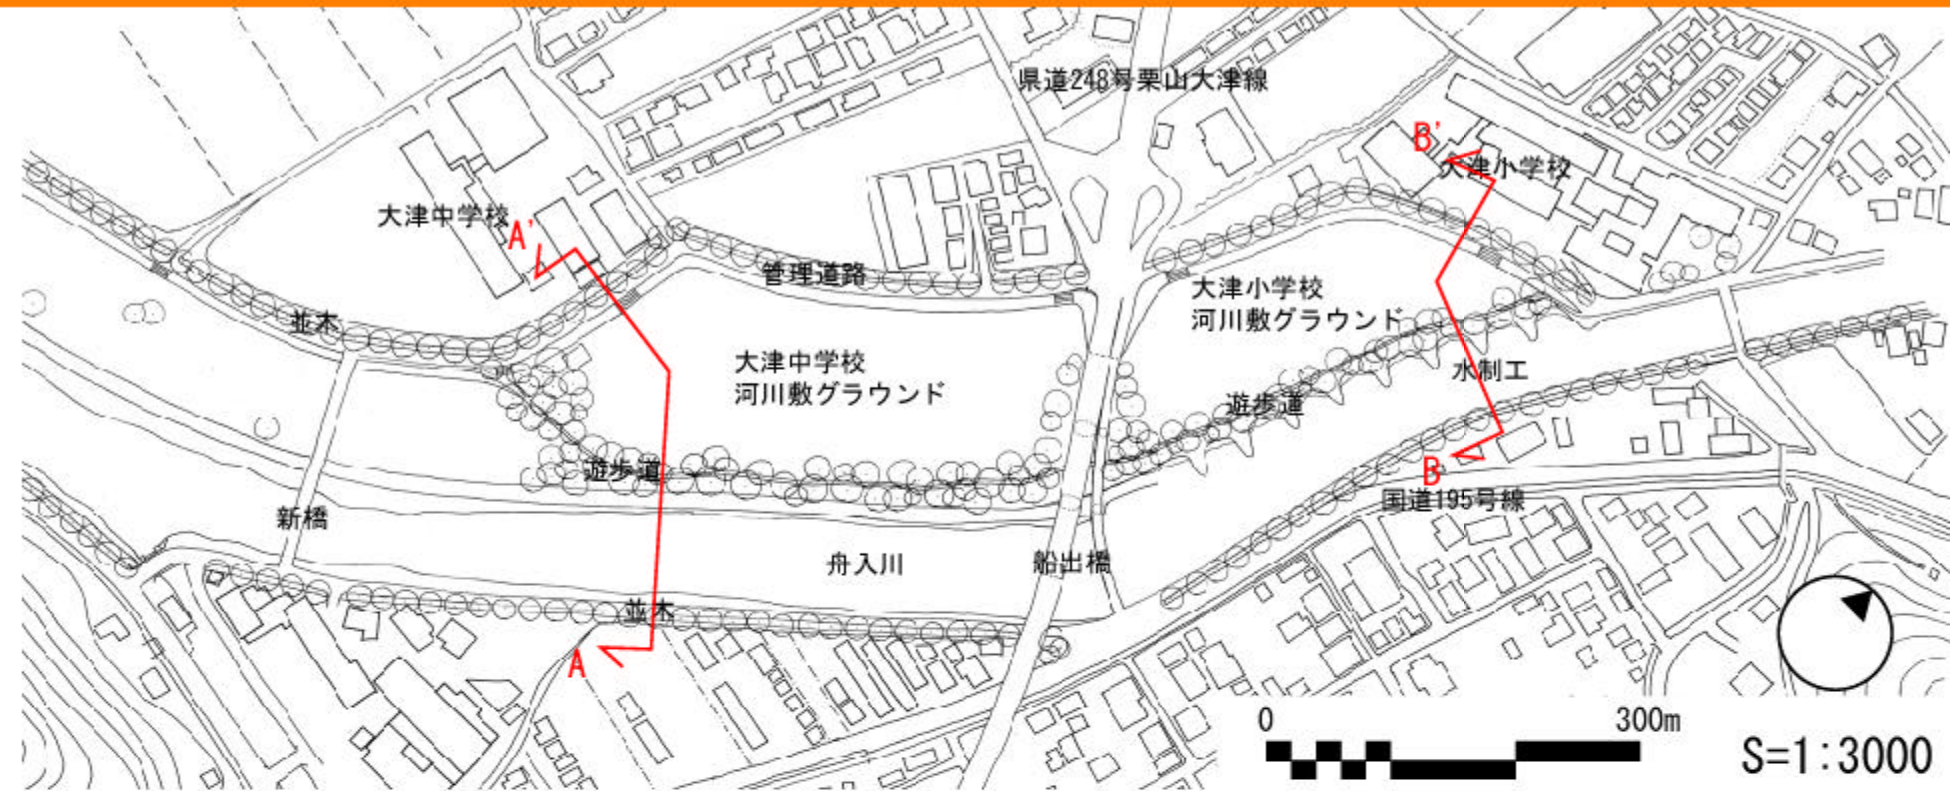 県道248号栗山大津線
B'
大津小学校
大津中学校
A'
管理道路
大津小学校
河川敷グラウンド
並木
大津中学校
河川敷グラウンド
水制工
遊歩道
遊歩道
B
国道195号線
新橋
舟入川
船出橋
並木
A
0
300m
S=1:3000